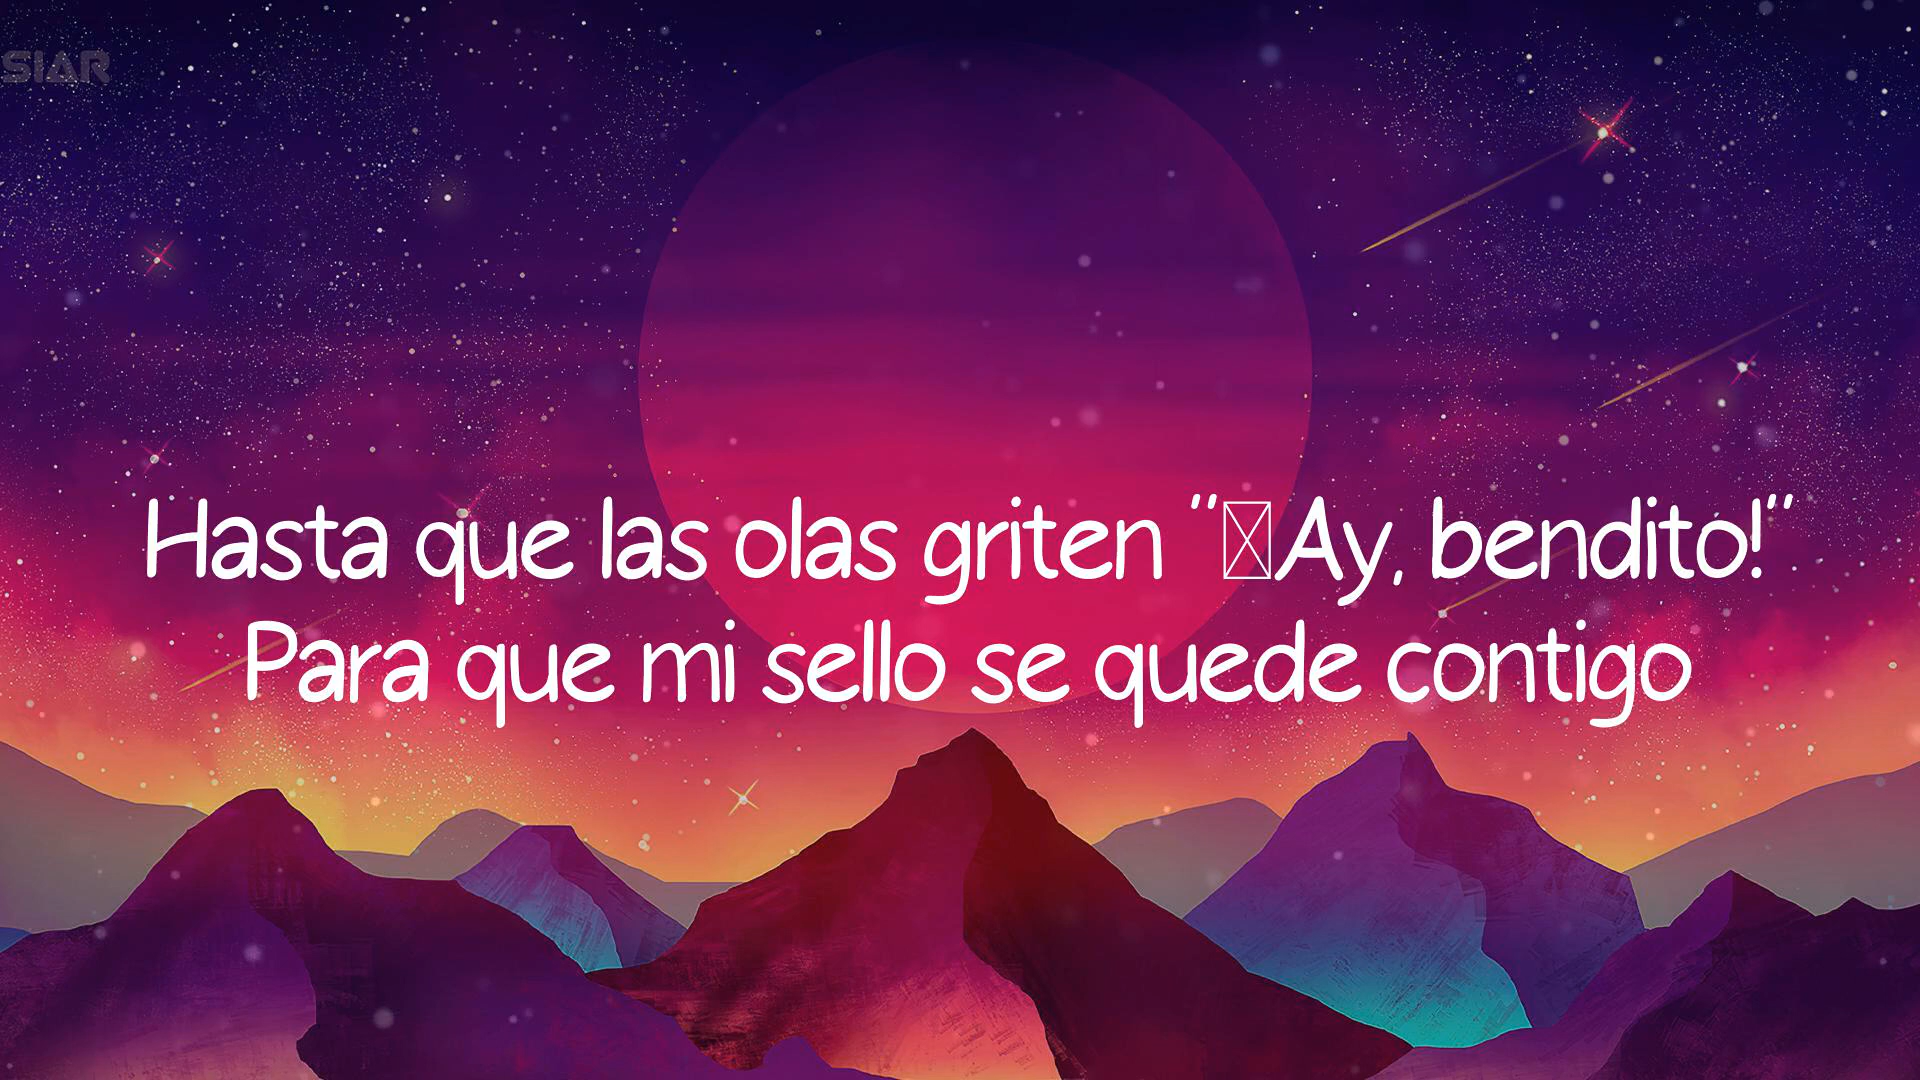 SIAR
Hasta que las olas griten "Ay, bendito!"
Para que mi sello se quede contigo